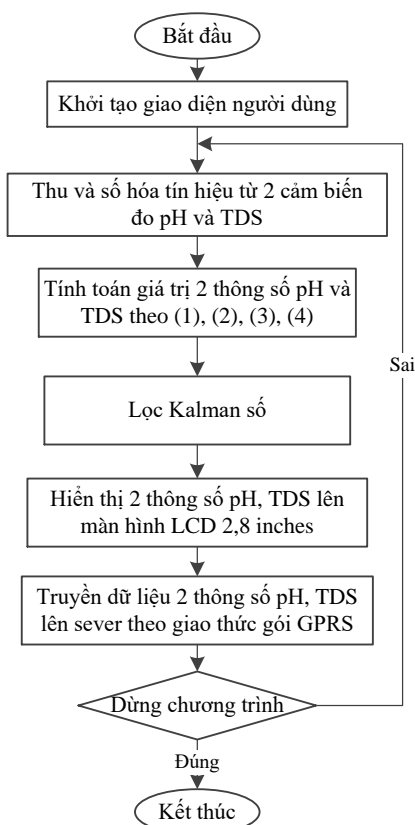 Bắt đầu
Khởi tạo giao diện người dùng
Thu và số hóa tín hiệu từ 2 cảm biến
đo pH và TDS
Tính toán giá trị 2 thông số pH và
TDS theo (1), (2), (3), (4)
Sai
Lọc Kalman số
Hiển thị 2 thông số pH, TDS lên
màn hình LCD 2,8 inches
Truyền dữ liệu 2 thông số pH, TDS
lên sever theo giao thức gói GPRS
Dừng chương trình
Đúng
Kết thúc